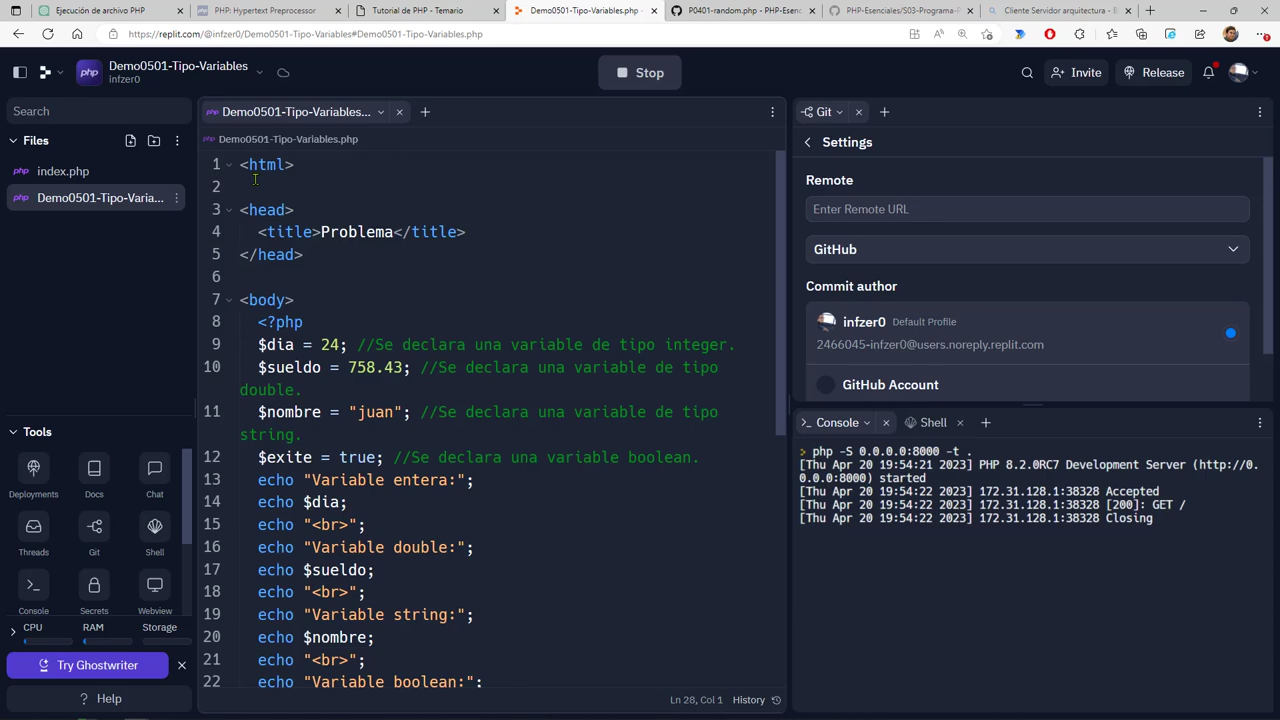 Ejecución de archivo PHP
PHP: Hypertext Preprocessor
Tutorial de PHP - Temario
Demo0501-Tipo-Variables.php -
P0401-random.php - PHP-Esenc
PHP-Esenciales/S03-Programa-
Cliente Servidor arquitectura -
https://replit.com/@infzer0/Demo0501-Tipo-Variables#Demo0501-Tipo-Variables.php
php
Demo0501-Tipo-Variables
infzer0
Stop
Invite
Release
Search
Files
php index.php
php Demo0501-Tipo-Varia...
Tools
Deployments
Docs
Chat
Threads
Git
Shell
Console
Secrets
Webview
CPU
RAM
Storage
Try Ghostwriter
? Help
php Demo0501-Tipo-Variables...
php Demo0501-Tipo-Variables.php
1 <html>
2
3 <head>
4 <title>Problema</title>
5 </head>
6
7 <body>
8 <?php
9 $dia = 24; //Se declara una variable de tipo integer.
10 $sueldo = 758.43; //Se declara una variable de tipo
double.
11 $nombre = "juan"; //Se declara una variable de tipo
string.
12 $exite = true; //Se declara una variable boolean.
13 echo "Variable entera:";
14 echo $dia;
15 echo "<br>";
16 echo "Variable double:";
17 echo $sueldo;
18 echo "<br>";
19 echo "Variable string:";
20 echo $nombre;
21 echo "<br>";
22 echo "Variable boolean:";
Ln 28, Col 1
History
Git
Settings
Remote
Enter Remote URL
GitHub
Commit author
infzer0 Default Profile
2466045-infzer0@users.noreply.replit.com
GitHub Account
Console
Shell
php -S 0.0.0.0:8000 -t .
[Thu Apr 20 19:54:21 2023] PHP 8.2.0RC7 Development Server (http://0.
0.0.0:8000) started
[Thu Apr 20 19:54:22 2023] 172.31.128.1:38328 Accepted
[Thu Apr 20 19:54:22 2023] 172.31.128.1:38328 [200]: GET /
[Thu Apr 20 19:54:22 2023] 172.31.128.1:38328 Closing